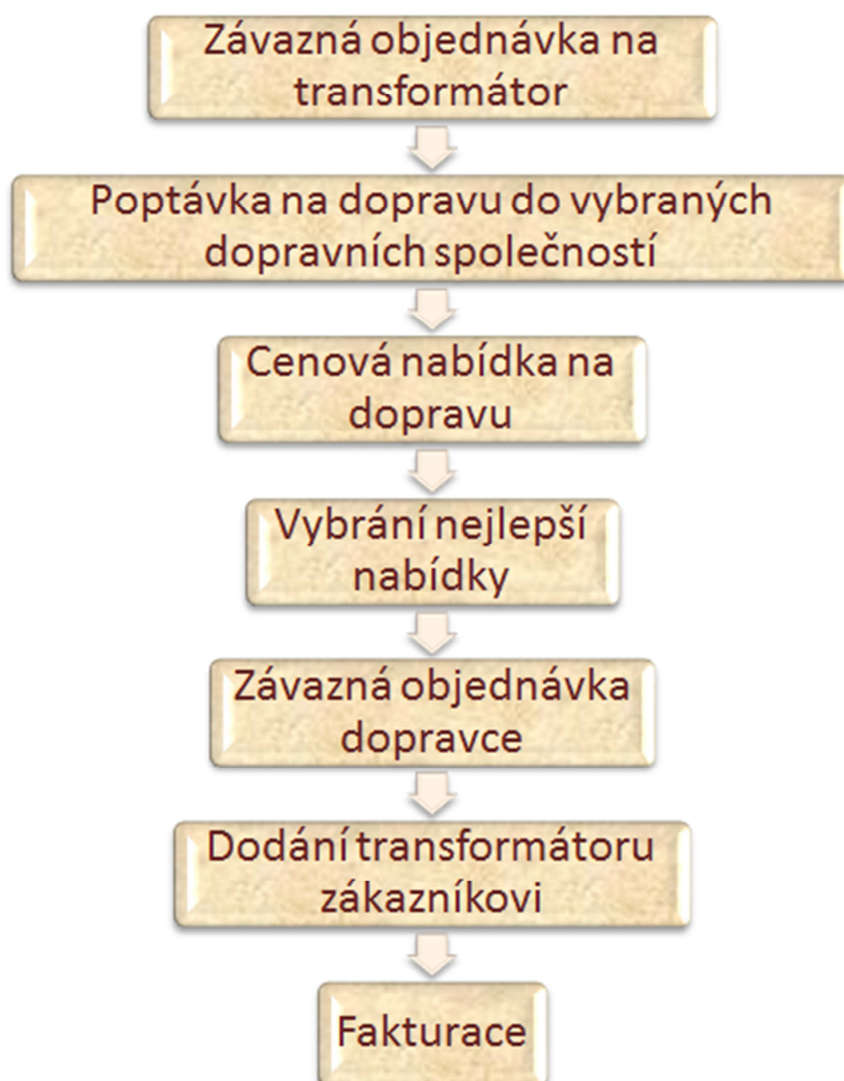 Závazná objednávka na
transformátor
Poptávka na dopravu do vybraných
dopravních společností
Cenová nabídka na
dopravu
Vybrání nejlepší
nabídky
Závazná objednávka
dopravce
Dodání transformátoru
zákazníkovi
Fakturace